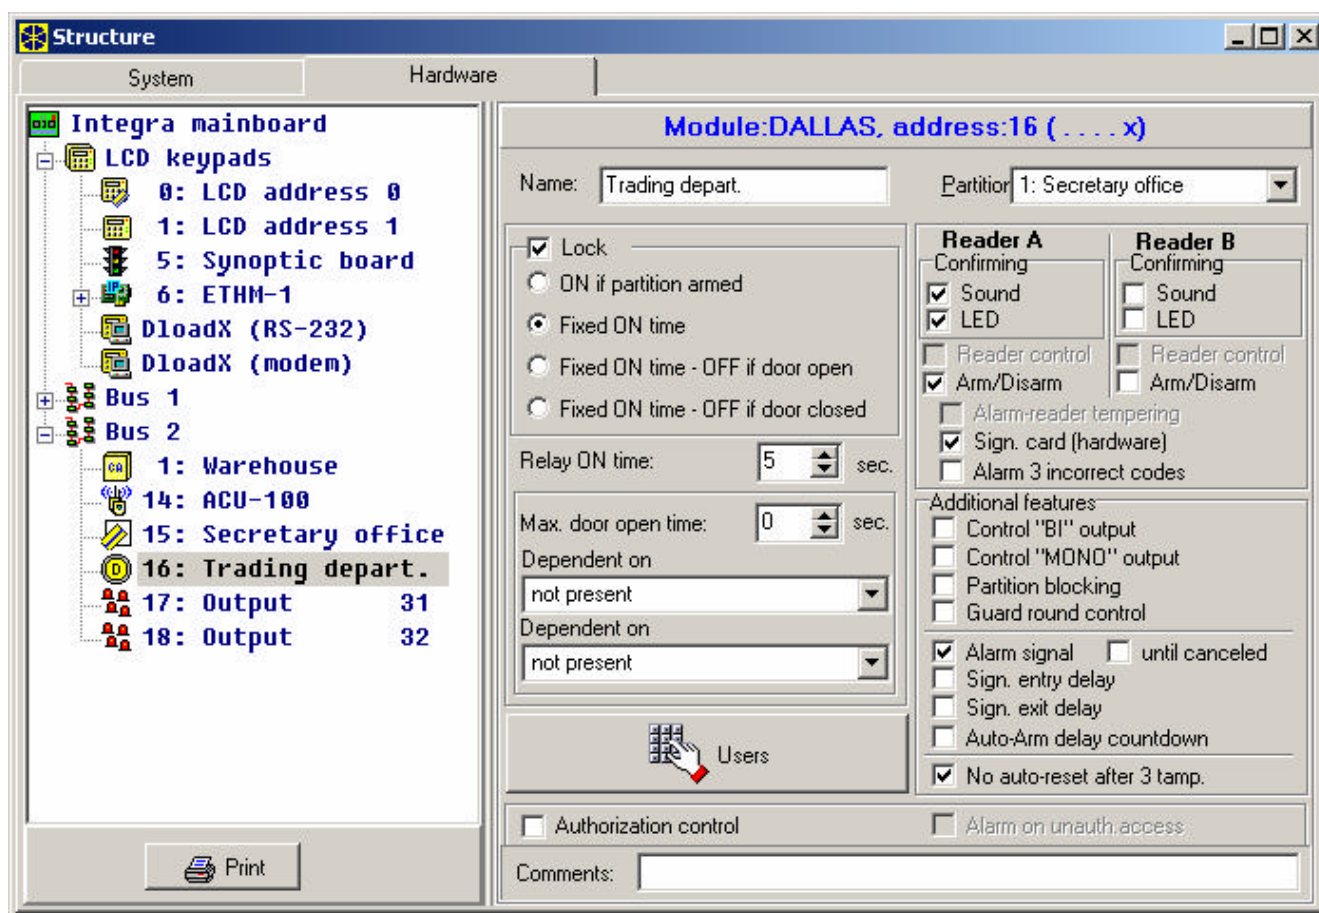 Structure
System
Hardware
Integra mainboard
LCD keypads
0: LCD address 0
1: LCD address 1
5: Synoptic board
6: ETHM-1
DloadX (RS-232)
DloadX (modem)
Bus 1
Bus 2
1: Warehouse
14: ACU-100
15: Secretary office
16: Trading depart.
17: Output 31
18: Output 32
Print
Module:DALLAS, address:16 ( . . . . x)
Name: Trading depart.
Partition 1: Secretary office
Lock
ON if partition armed
Fixed ON time
Fixed ON time - OFF if door open
Fixed ON time - OFF if door closed
Relay ON time: 5 sec.
Max. door open time: 0 sec.
Dependent on
not present
Dependent on
not present
Users
Reader A Reader B
Confirming Confirming
Sound Sound
LED LED
Reader control Reader control
Arm/Disarm Arm/Disarm
Alarm-reader tempering
Sign. card (hardware)
Alarm 3 incorrect codes
Additional features
Control "BI" output
Control "MONO" output
Partition blocking
Guard round control
Alarm signal until canceled
Sign. entry delay
Sign. exit delay
Auto-Arm delay countdown
No auto-reset after 3 tamp.
Authorization control Alarm on unauth.access
Comments: